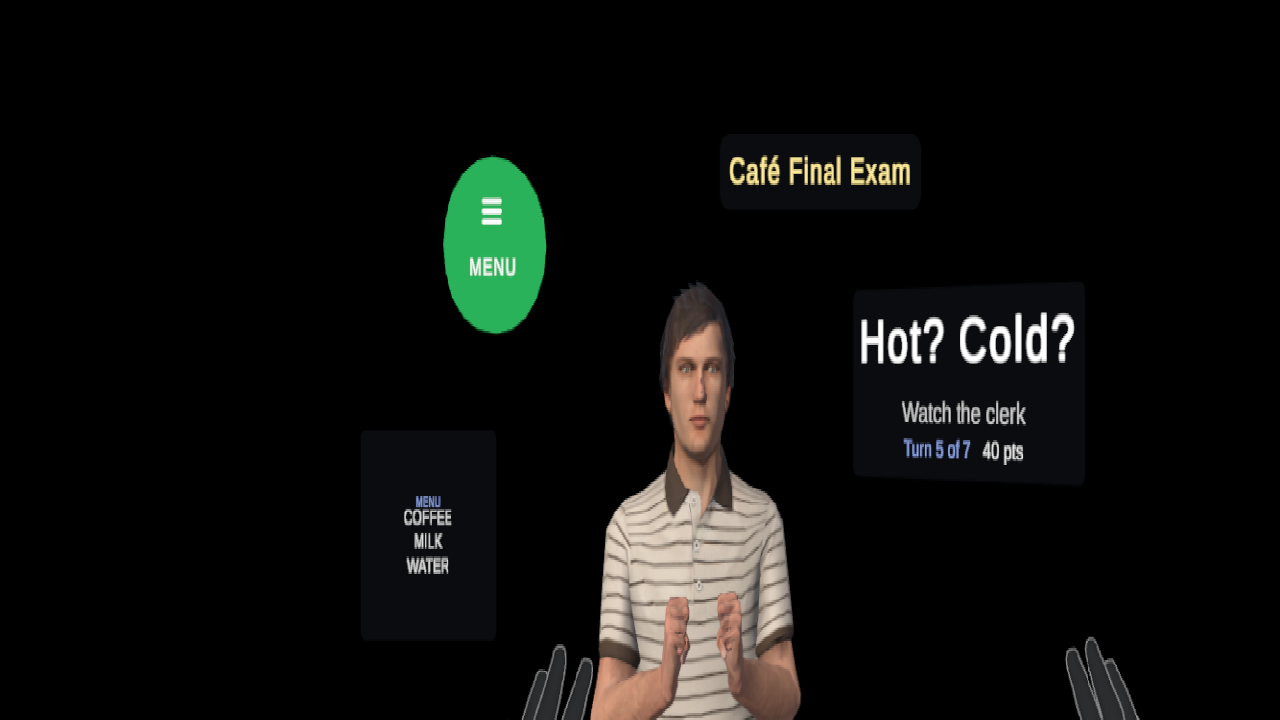 Café Final Exam
MENU
Hot? Cold?
Watch the clerk
Turn 5 of 7 40 pts
MENU
COFFEE
MILK
WATER